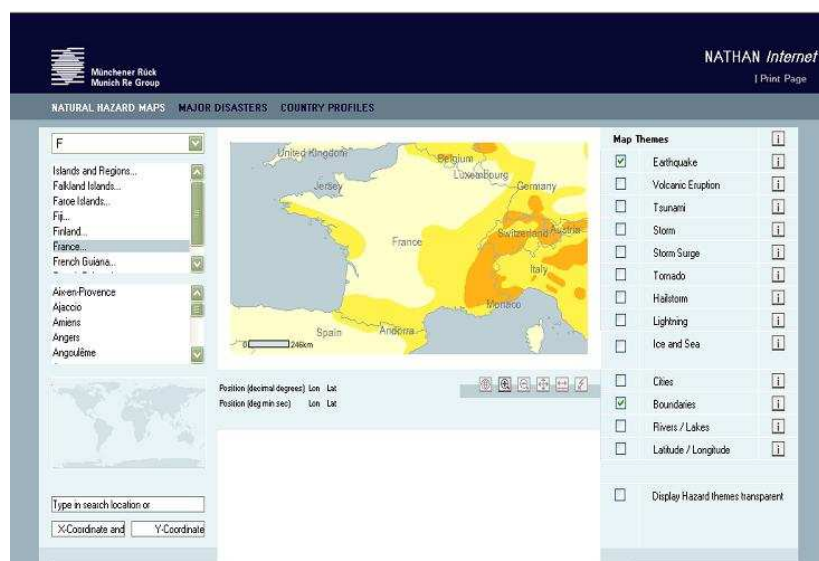 NATHAN Internet
| Print Page
Münchener Rück
Munich Re Group
NATURAL HAZARD MAPS MAJOR DISASTERS COUNTRY PROFILES
F
Islands and Regions...
Falkland Islands...
Faroe Islands...
Fiji...
Finland...
France...
French Guiana...
Aix-en-Provence
Ajaccio
Amiens
Angers
Angoulême
Type in search location or
X-Coordinate and Y-Coordinate
United Kingdom
Belgium
Luxembourg
Jersey
Germany
Switzerland
Austria
France
Italy
Monaco
Spain
Andorra
0 246km
Position (decimal degrees) Lon Lat
Position (deg min sec) Lon Lat
Map Themes i
Earthquake i
Volcanic Eruption i
Tsunami i
Storm i
Storm Surge i
Tornado i
Hailstorm i
Lightning i
Ice and Sea i
Cities i
Boundaries i
Rivers / Lakes i
Latitude / Longitude i
Display Hazard themes transparent